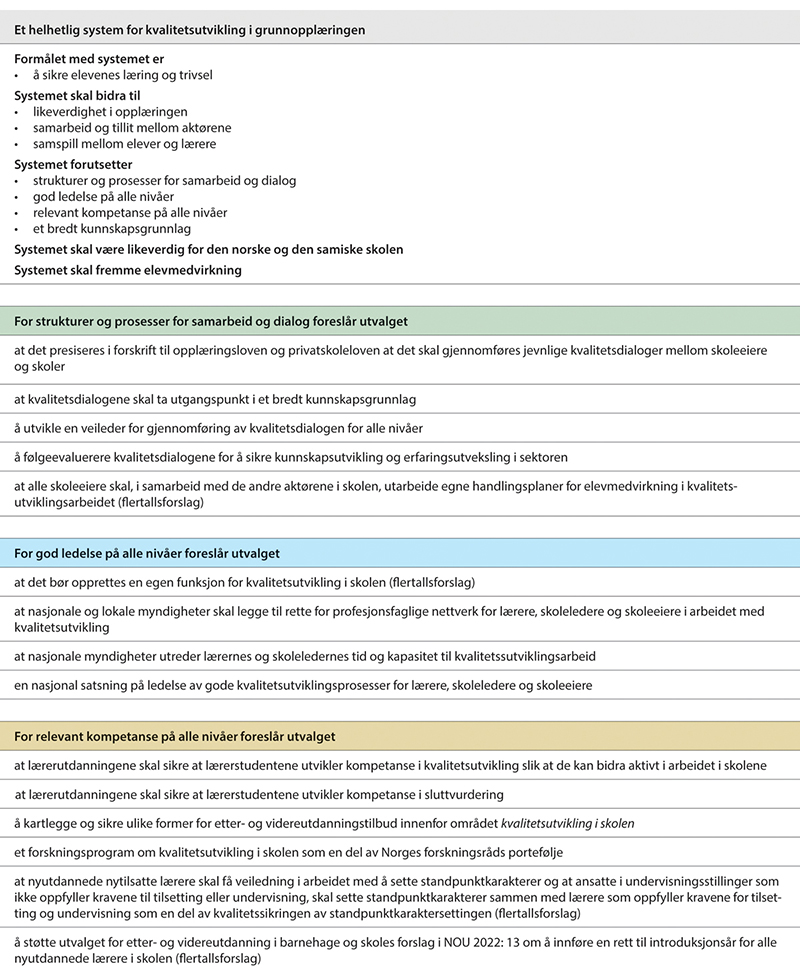 Et helhetlig system for kvalitetsutvikling i grunnopplæringen
Formålet med systemet er
• å sikre elevenes læring og trivsel
Systemet skal bidra til
• likeverdighet i opplæringen
• samarbeid og tillit mellom aktørene
• samspill mellom elever og lærere
Systemet forutsetter
• strukturer og prosesser for samarbeid og dialog
• god ledelse på alle nivåer
• relevant kompetanse på alle nivåer
• et bredt kunnskapsgrunnlag
Systemet skal være likeverdig for den norske og den samiske skolen
Systemet skal fremme elevmedvirkning
For strukturer og prosesser for samarbeid og dialog foreslår utvalget
at det presiseres i forskrift til opplæringsloven og privatskoleloven at det skal gjennomføres jevnlige kvalitetsdialoger mellom skoleeiere
og skoler
at kvalitetsdialogene skal ta utgangspunkt i et bredt kunnskapsgrunnlag
å utvikle en veileder for gjennomføring av kvalitetsdialogen for alle nivåer
å følgeevaluerere kvalitetsdialogene for å sikre kunnskapsutvikling og erfaringsutveksling i sektoren
at alle skoleeiere skal, i samarbeid med de andre aktørene i skolen, utarbeide egne handlingsplaner for elevmedvirkning i kvalitets-
utviklingsarbeidet (flertallsforslag)
For god ledelse på alle nivåer foreslår utvalget
at det bør opprettes en egen funksjon for kvalitetsutvikling i skolen (flertallsforslag)
at nasjonale og lokale myndigheter skal legge til rette for profesjonsfaglige nettverk for lærere, skoleledere og skoleeiere i arbeidet med
kvalitetsutvikling
at nasjonale myndigheter utreder lærernes og skoleledernes tid og kapasitet til kvalitetssutviklingsarbeid
en nasjonal satsning på ledelse av gode kvalitetsutviklingsprosesser for lærere, skoleledere og skoleeiere
For relevant kompetanse på alle nivåer foreslår utvalget
at lærerutdanningene skal sikre at lærerstudentene utvikler kompetanse i kvalitetsutvikling slik at de kan bidra aktivt i arbeidet i skolene
at lærerutdanningene skal sikre at lærerstudentene utvikler kompetanse i sluttvurdering
å kartlegge og sikre ulike former for etter- og videreutdanningstilbud innenfor området kvalitetsutvikling i skolen
et forskningsprogram om kvalitetsutvikling i skolen som en del av Norges forskningsråds portefølje
at nyutdannede nytilsatte lærere skal få veiledning i arbeidet med å sette standpunktkarakterer og at ansatte i undervisningsstillinger som
ikke oppfyller kravene til tilsetting eller undervisning, skal sette standpunktkarakterer sammen med lærere som oppfyller kravene for tilset-
ting og undervisning som en del av kvalitetssikringen av standpunktkaraktersettingen (flertallsforslag)
å støtte utvalget for etter- og videreutdanning i barnehage og skoles forslag i NOU 2022: 13 om å innføre en rett til introduksjonsår for alle
nyutdannede lærere i skolen (flertallsforslag)